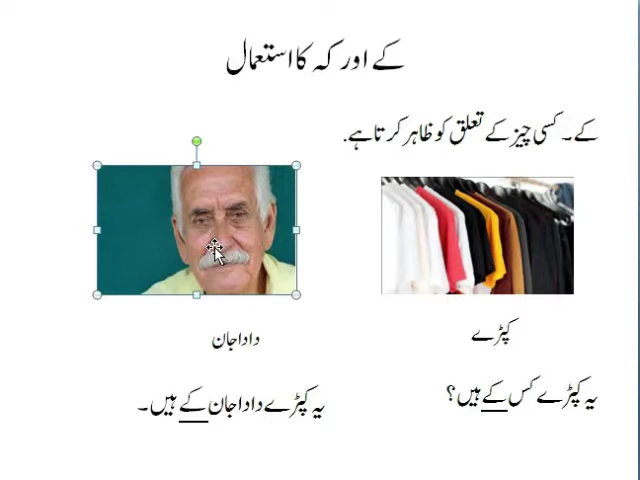 کے اور کہ کا استعمال
کے۔ کسی چیز کے تعلق کو ظاہر کرتا ہے.
کپڑے
دادا جان
یہ کپڑے کس کے ہیں؟
یہ کپڑے دادا جان کے ہیں۔